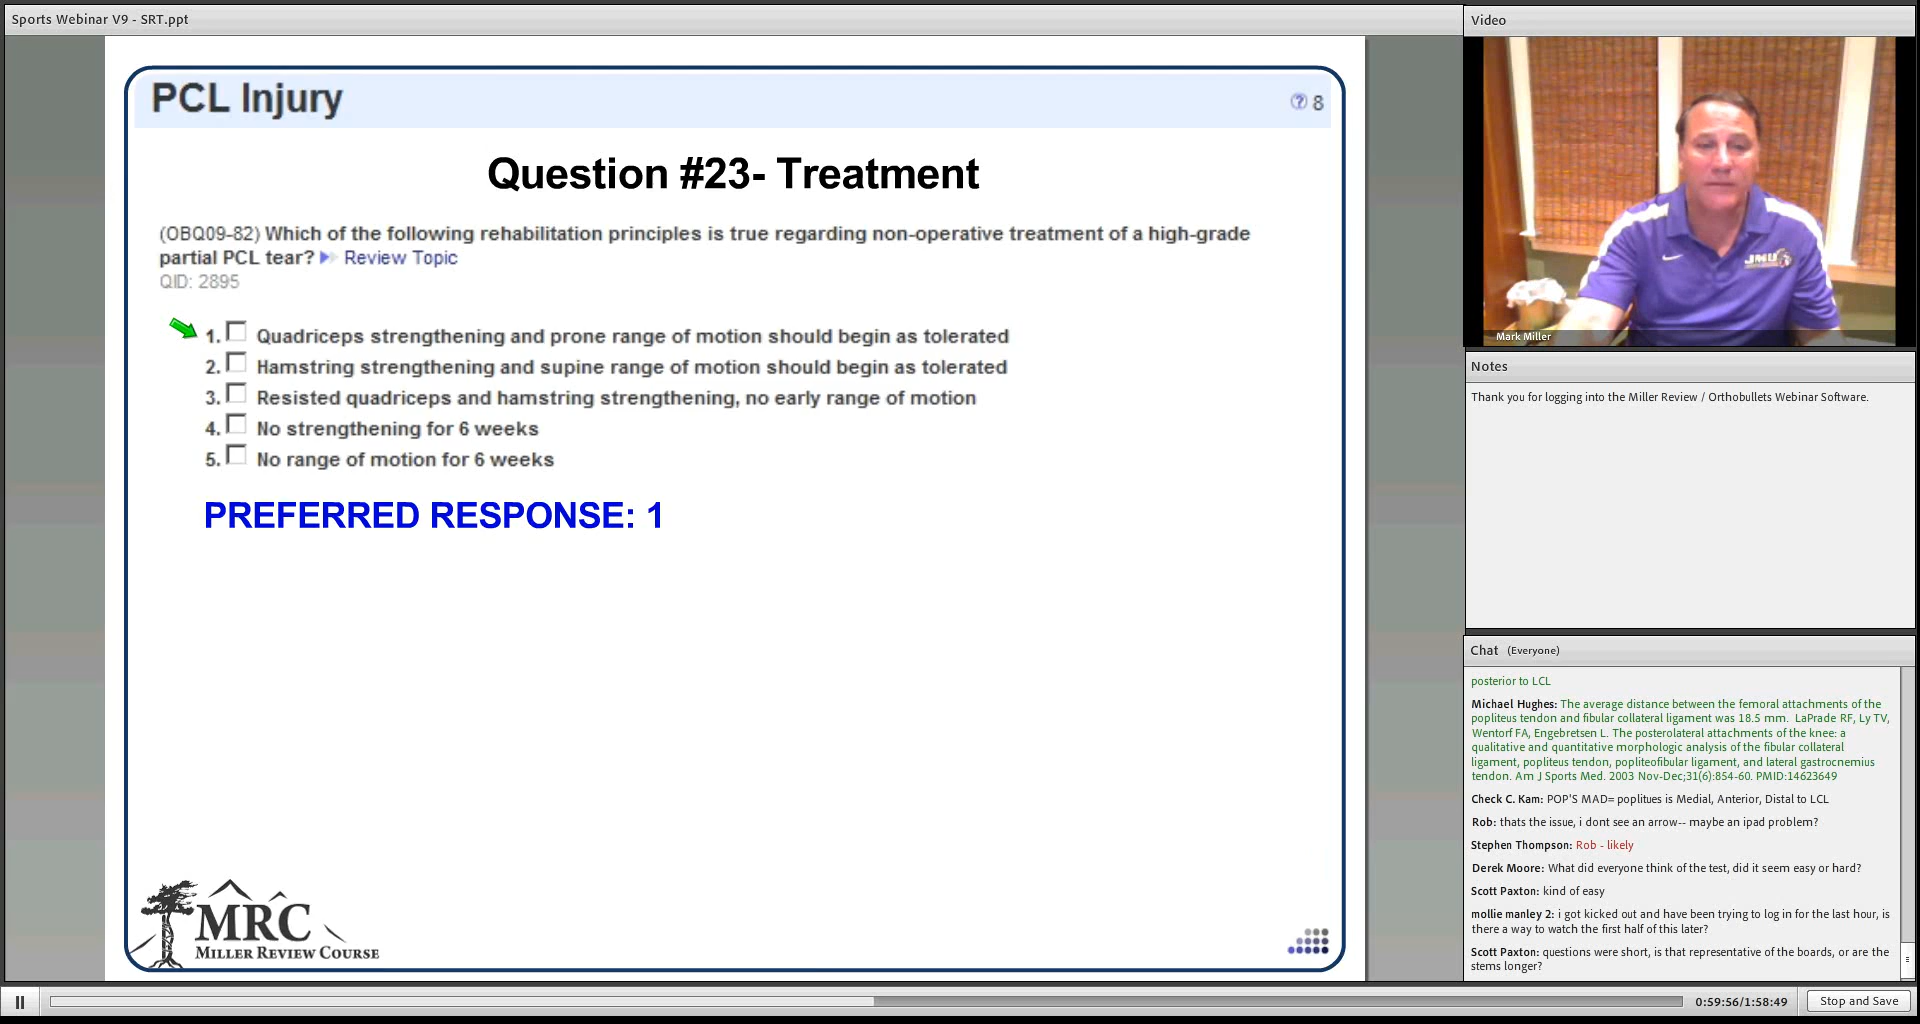 Sports Webinar V9 - SRT.ppt
PCL Injury
8
Question #23- Treatment
(OBQ09-82) Which of the following rehabilitation principles is true regarding non-operative treatment of a high-grade
partial PCL tear? Review Topic
QID: 2895
1. Quadriceps strengthening and prone range of motion should begin as tolerated
2. Hamstring strengthening and supine range of motion should begin as tolerated
3. Resisted quadriceps and hamstring strengthening, no early range of motion
4. No strengthening for 6 weeks
5. No range of motion for 6 weeks
PREFERRED RESPONSE: 1
MRC
MILLER REVIEW COURSE
Video
JMU
Mark Miller
Notes
Thank you for logging into the Miller Review / Orthobullets Webinar Software.
Chat (Everyone)
posterior to LCL
Michael Hughes: The average distance between the femoral attachments of the
popliteus tendon and fibular collateral ligament was 18.5 mm. LaPrade RF, Ly TV,
Wentorf FA, Engebretsen L. The posterolateral attachments of the knee: a
qualitative and quantitative morphologic analysis of the fibular collateral
ligament, popliteus tendon, popliteofibular ligament, and lateral gastrocnemius
tendon. Am J Sports Med. 2003 Nov-Dec;31(6):854-60. PMID:14623649
Check C. Kam: POP'S MAD= poplitues is Medial, Anterior, Distal to LCL
Rob: thats the issue, i dont see an arrow-- maybe an ipad problem?
Stephen Thompson: Rob - likely
Derek Moore: What did everyone think of the test, did it seem easy or hard?
Scott Paxton: kind of easy
mollie manley 2: i got kicked out and have been trying to log in for the last hour, is
there a way to watch the first half of this later?
Scott Paxton: questions were short, is that representative of the boards, or are the
stems longer?
0:59:56/1:58:49
Stop and Save